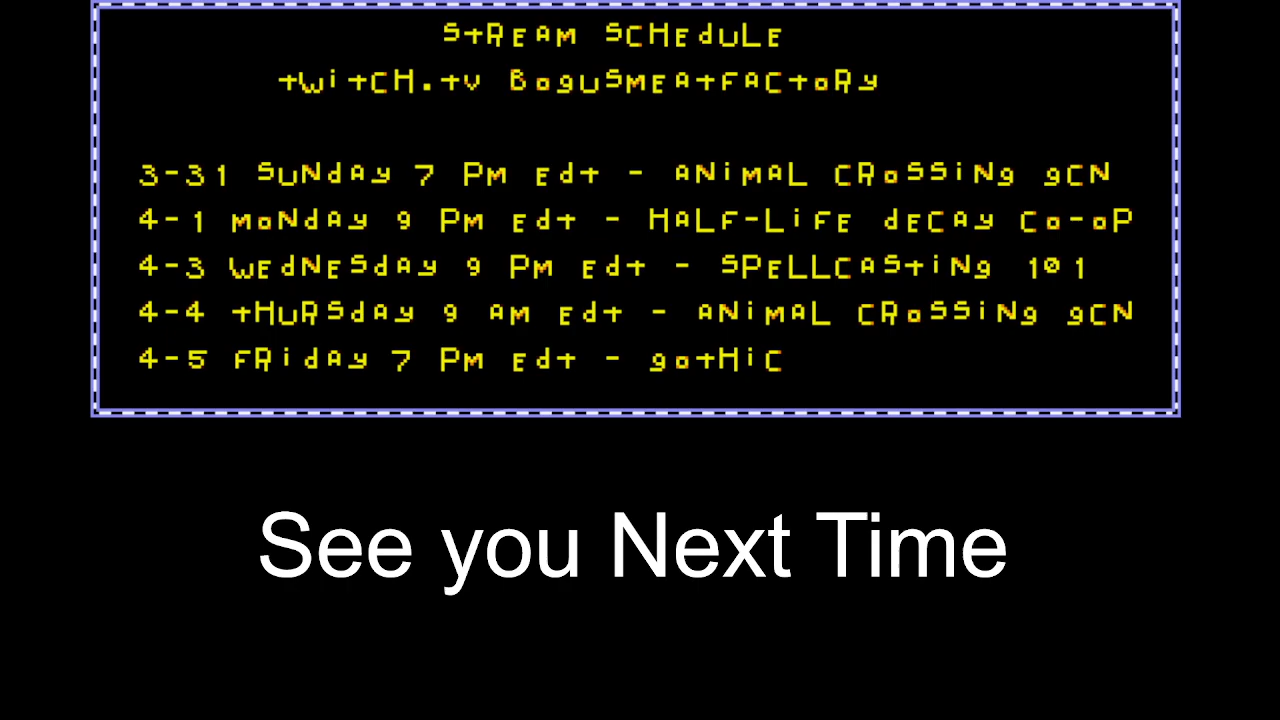 STREAM SCHEDULE
TWITCH.TV BOGUSMEATFACTORY
3-31 SUNDAY 7 PM EDT - ANIMAL CROSSING GCN
4-1 MONDAY 9 PM EDT - HALF-LIFE DECAY CO-OP
4-3 WEDNESDAY 9 PM EDT - SPELLCASTING 101
4-4 THURSDAY 9 AM EDT - ANIMAL CROSSING GCN
4-5 FRIDAY 7 PM EDT - GOTHIC
See you Next Time